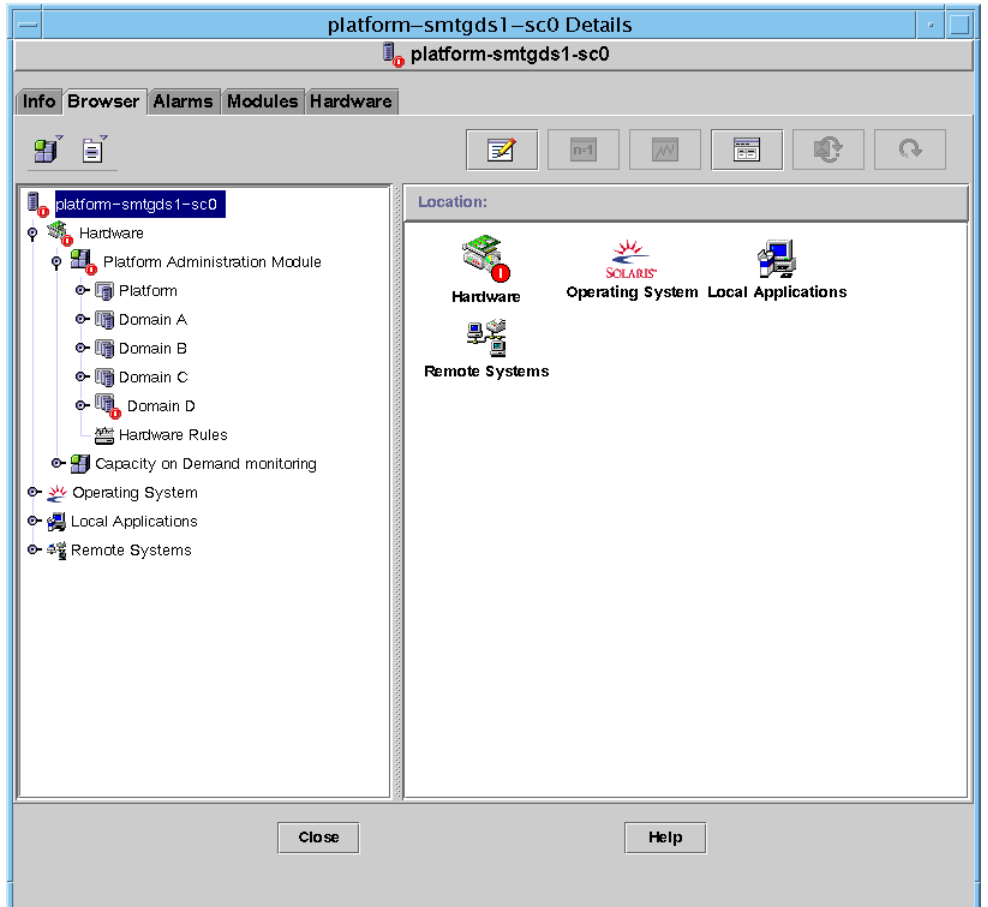 platform-smtgds1-sc0 Details
platform-smtgds1-sc0
Info Browser Alarms Modules Hardware
n=1
platform-smtgds1-sc0
Hardware
Platform Administration Module
Platform
Domain A
Domain B
Domain C
Domain D
Hardware Rules
Capacity on Demand monitoring
Operating System
Local Applications
Remote Systems
Location:
SOLARIS
Hardware Operating System Local Applications
Remote Systems
Close Help